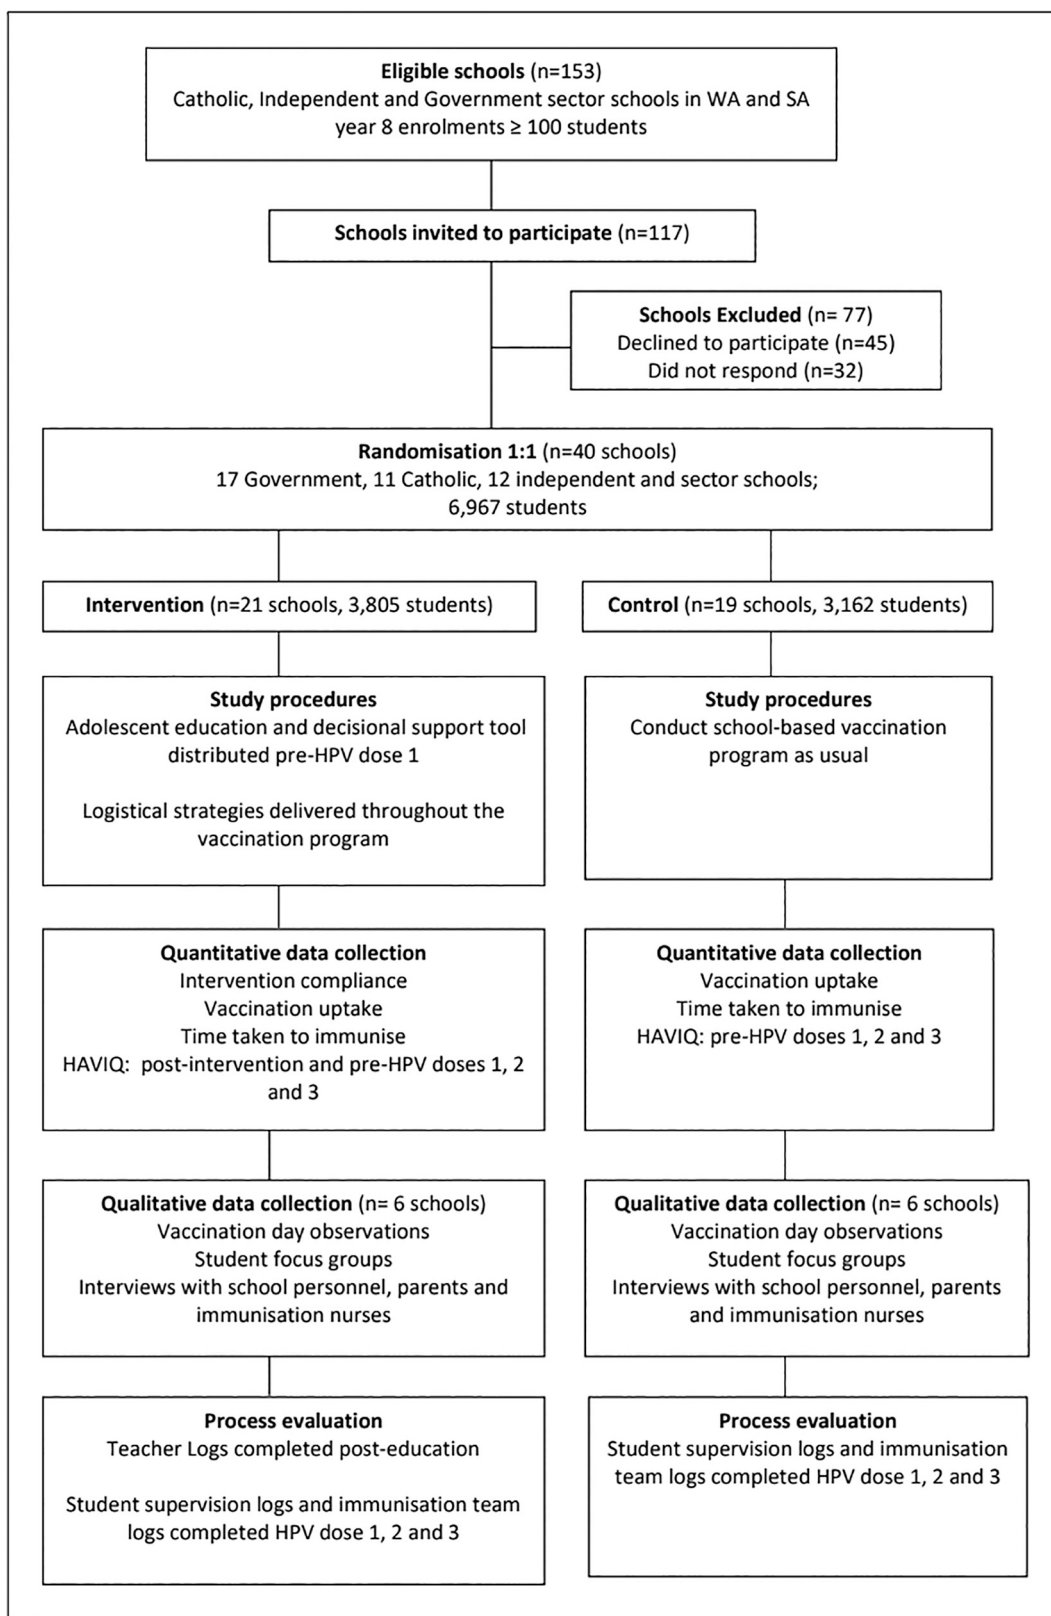 Eligible schools (n=153)
Catholic, Independent and Government sector schools in WA and SA
year 8 enrolments ≥ 100 students
Schools invited to participate (n=117)
Schools Excluded (n= 77)
Declined to participate (n=45)
Did not respond (n=32)
Randomisation 1:1 (n=40 schools)
17 Government, 11 Catholic, 12 independent and sector schools;
6,967 students
Intervention (n=21 schools, 3,805 students)
Control (n=19 schools, 3,162 students)
Study procedures
Adolescent education and decisional support tool
distributed pre-HPV dose 1
Logistical strategies delivered throughout the
vaccination program
Study procedures
Conduct school-based vaccination
program as usual
Quantitative data collection
Intervention compliance
Vaccination uptake
Time taken to immunise
HAVIQ:  post-intervention and pre-HPV doses 1, 2
and 3
Quantitative data collection
Vaccination uptake
Time taken to immunise
HAVIQ: pre-HPV doses 1, 2 and 3
Qualitative data collection (n= 6 schools)
Vaccination day observations
Student focus groups
Interviews with school personnel, parents and
immunisation nurses
Qualitative data collection (n= 6 schools)
Vaccination day observations
Student focus groups
Interviews with school personnel, parents
and immunisation nurses
Process evaluation
Teacher Logs completed post-education
Student supervision logs and immunisation team
logs completed HPV dose 1, 2 and 3
Process evaluation
Student supervision logs and immunisation
team logs completed HPV dose 1, 2 and 3